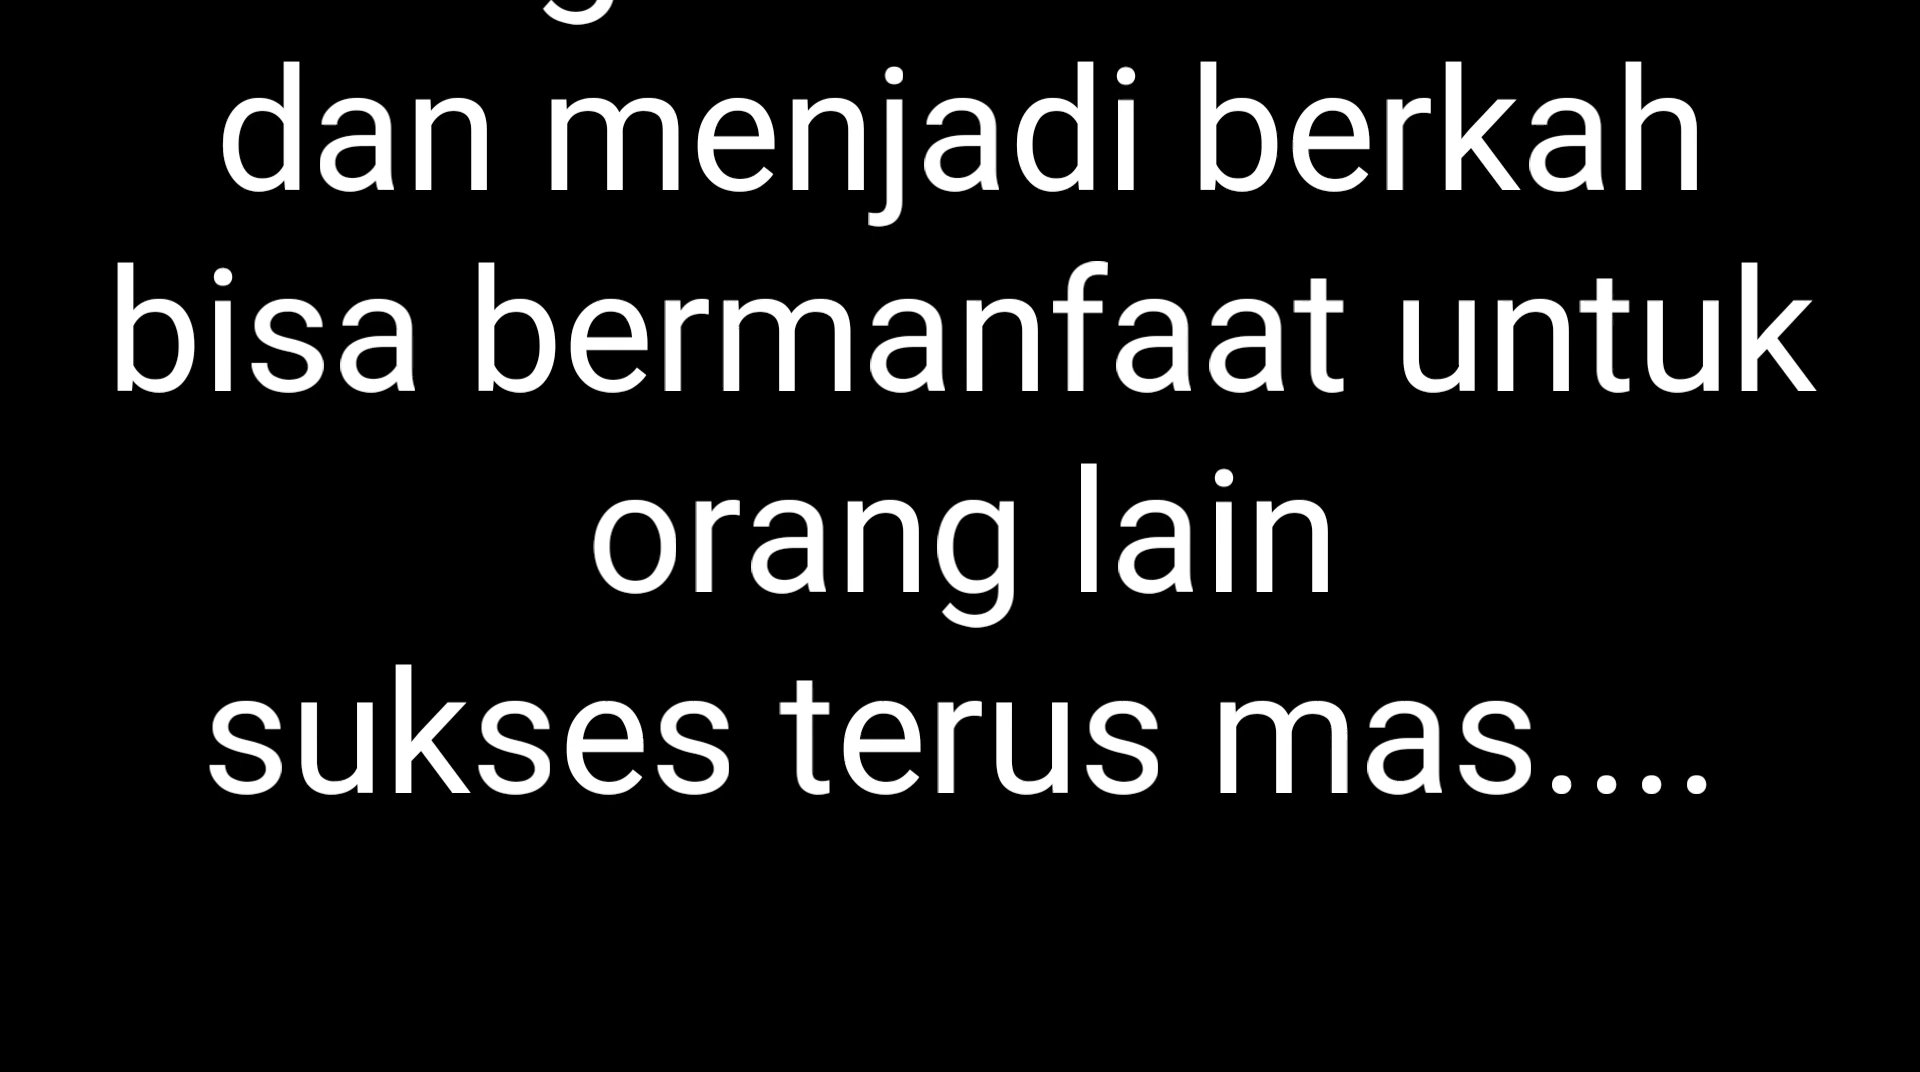 dan menjadi berkah
bisa bermanfaat untuk
orang lain
sukses terus mas....